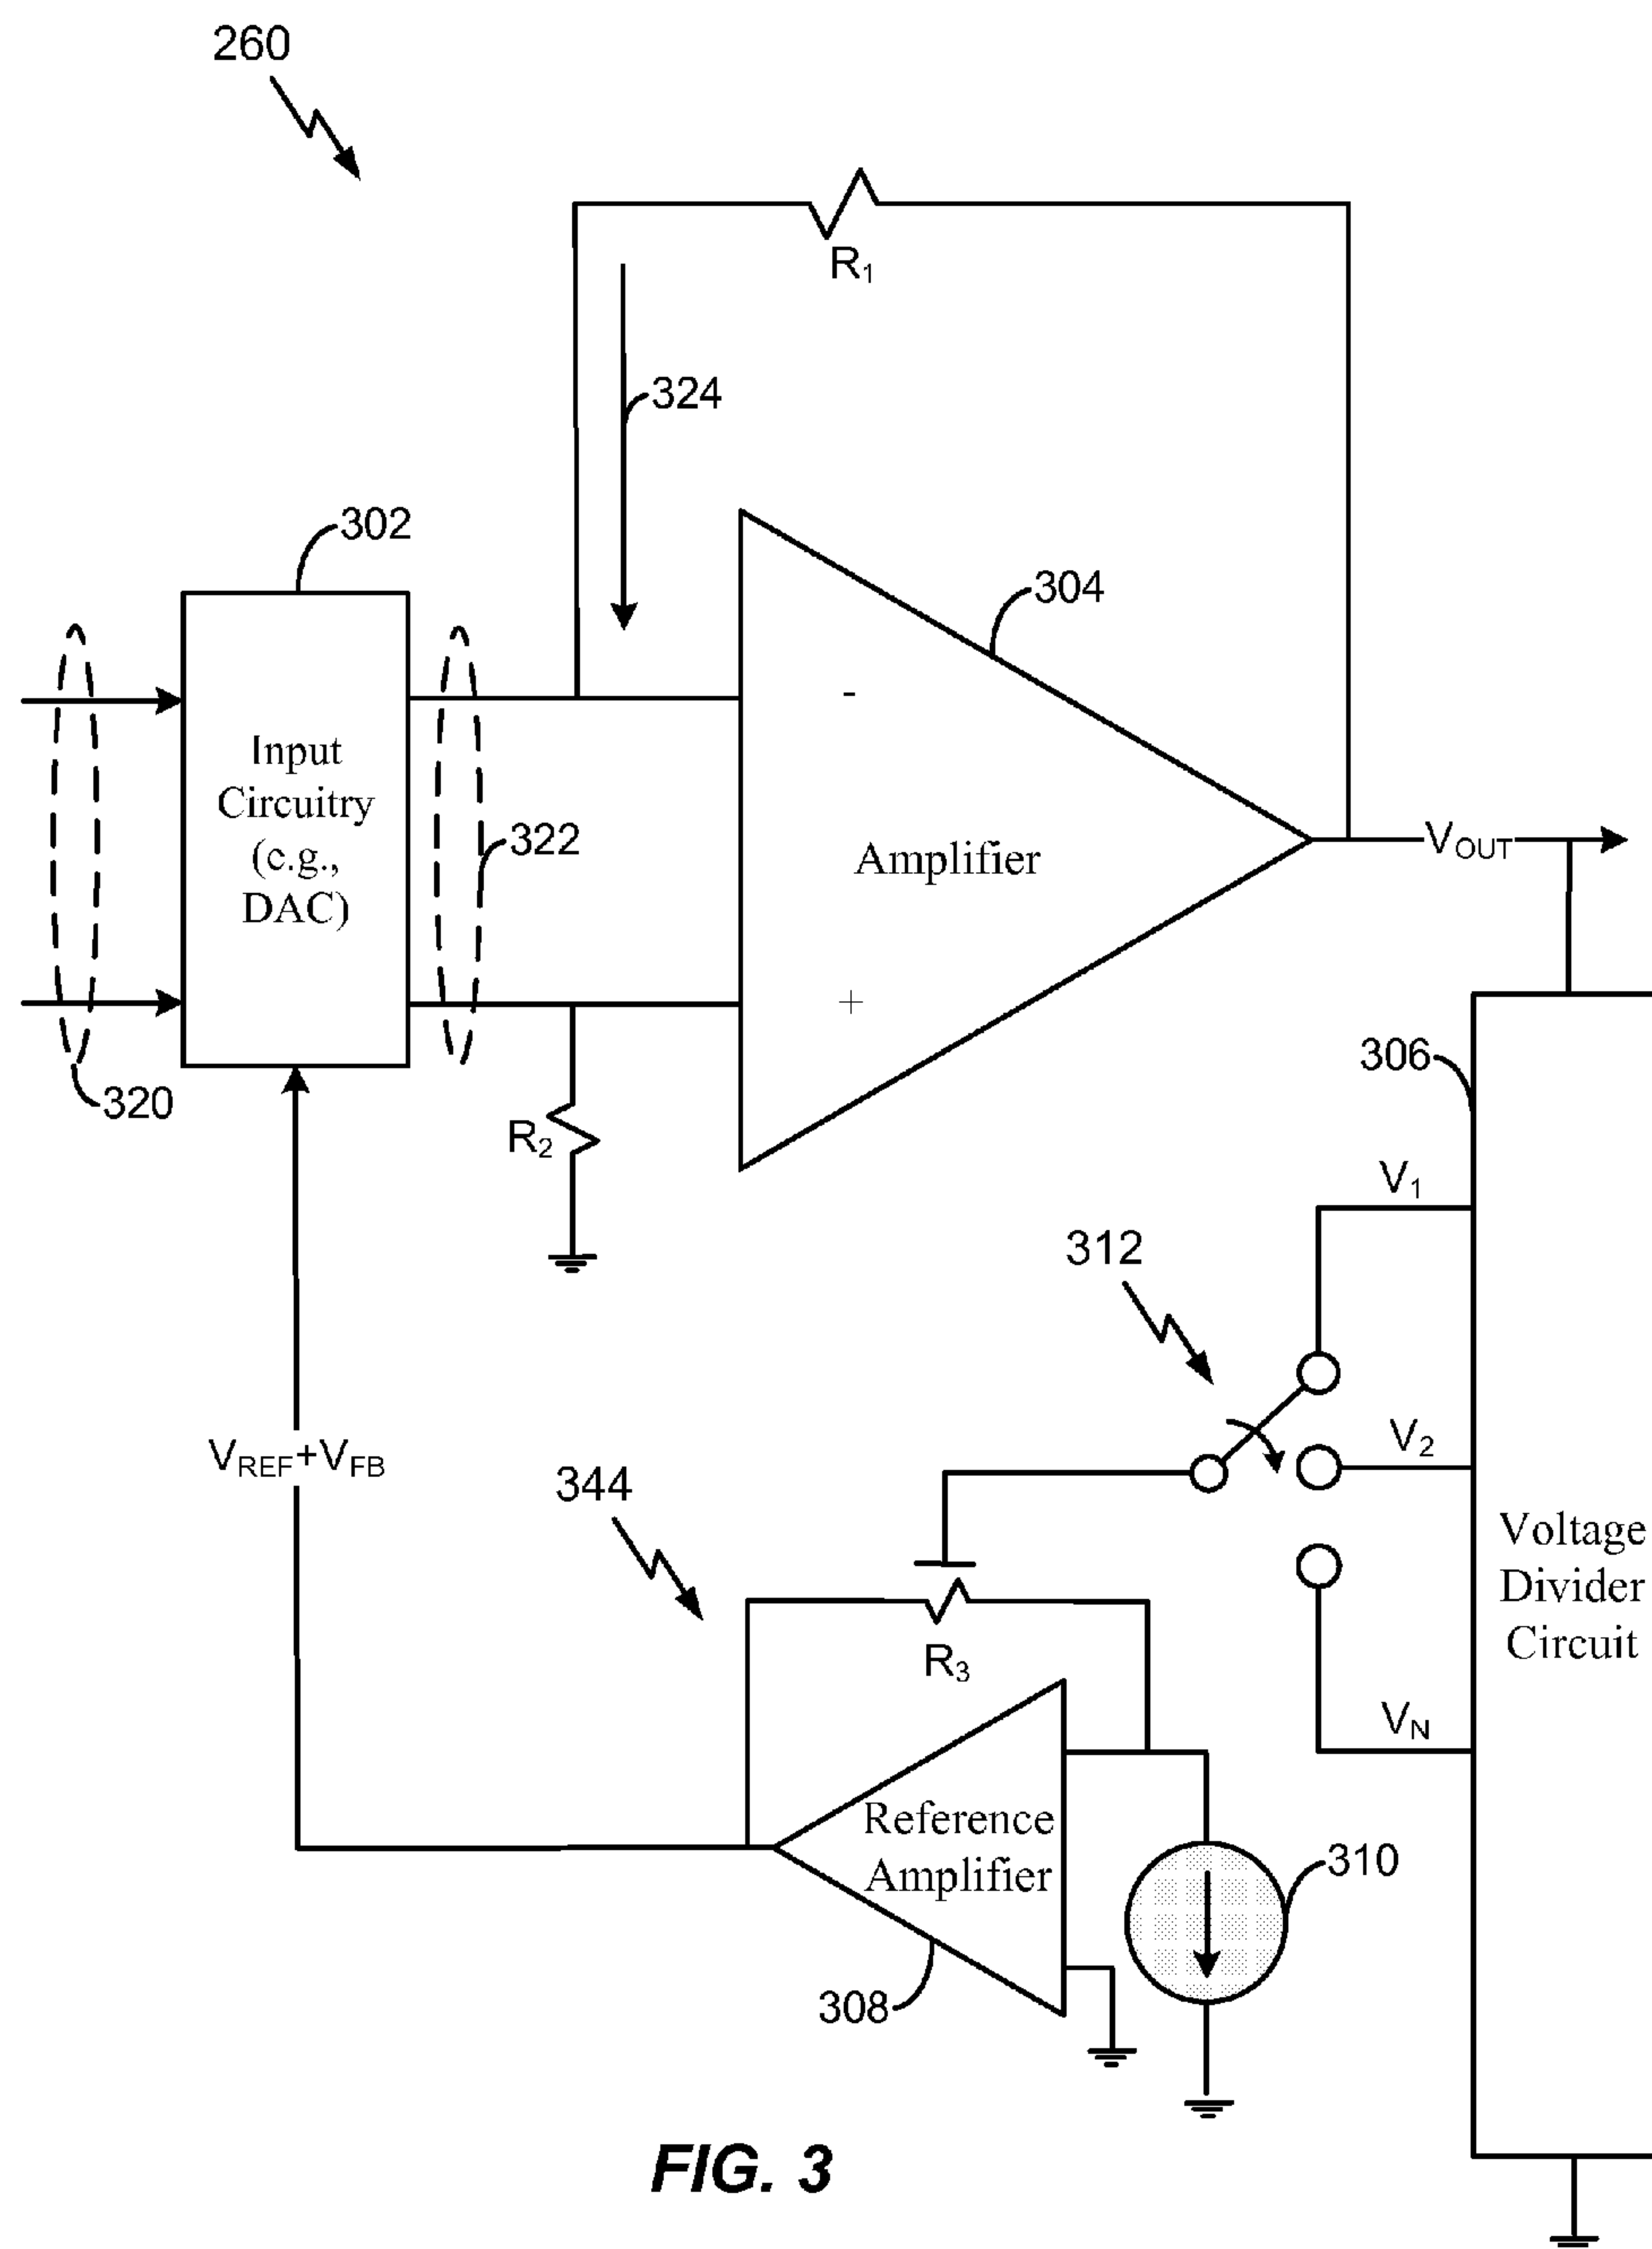 260
R1
324
302
304
-
Input
Circuitry
(c.g.,
DAC)
322
Amplifier
VOUT
+
320
R2
306
V1
312
V2
VREF+VFB
344
Voltage
Divider
Circuit
R3
VN
Reference
Amplifier
310
308
FIG. 3